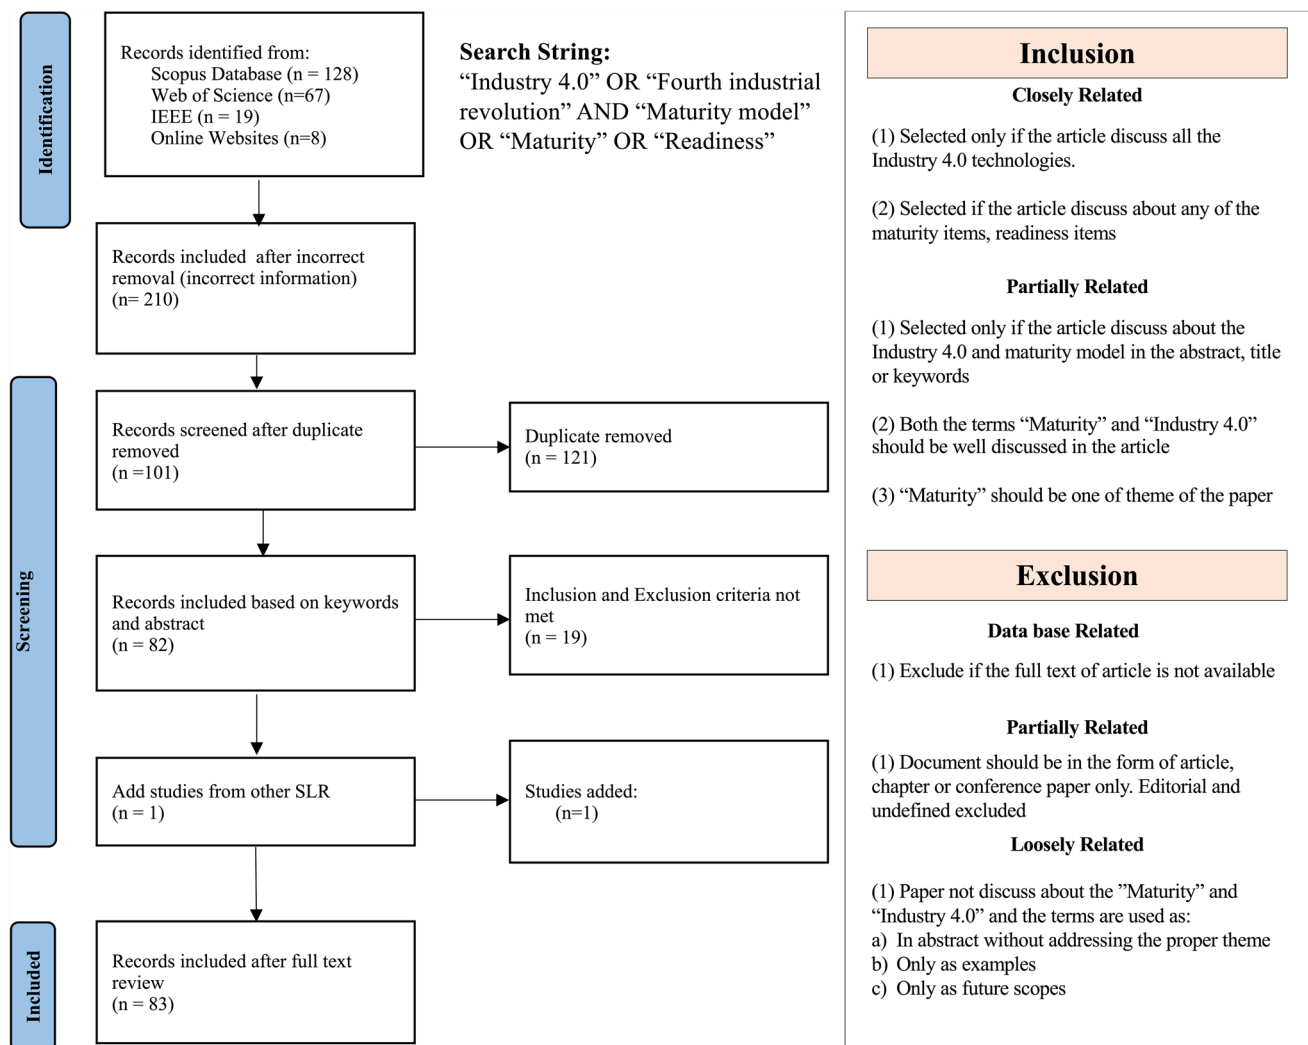 Identification
Records identified from:
Scopus Database (n = 128)
Web of Science (n=67)
IEEE (n = 19)
Online Websites (n=8)
Search String:
“Industry 4.0” OR “Fourth industrial
revolution” AND “Maturity model”
OR “Maturity” OR “Readiness”
Records included after incorrect
removal (incorrect information)
(n= 210)
Screening
Records screened after duplicate
removed
(n =101)
Duplicate removed
(n = 121)
Records included based on keywords
and abstract
(n = 82)
Inclusion and Exclusion criteria not
met
(n = 19)
Add studies from other SLR
(n = 1)
Studies added:
(n=1)
Included
Records included after full text
review
(n = 83)
Inclusion
Closely Related
(1) Selected only if the article discuss all the
Industry 4.0 technologies.
(2) Selected if the article discuss about any of the
maturity items, readiness items
Partially Related
(1) Selected only if the article discuss about the
Industry 4.0 and maturity model in the abstract, title
or keywords
(2) Both the terms “Maturity” and “Industry 4.0”
should be well discussed in the article
(3) “Maturity” should be one of theme of the paper
Exclusion
Data base Related
(1) Exclude if the full text of article is not available
Partially Related
(1) Document should be in the form of article,
chapter or conference paper only. Editorial and
undefined excluded
Loosely Related
(1) Paper not discuss about the ”Maturity” and
“Industry 4.0” and the terms are used as:
a) In abstract without addressing the proper theme
b) Only as examples
c) Only as future scopes